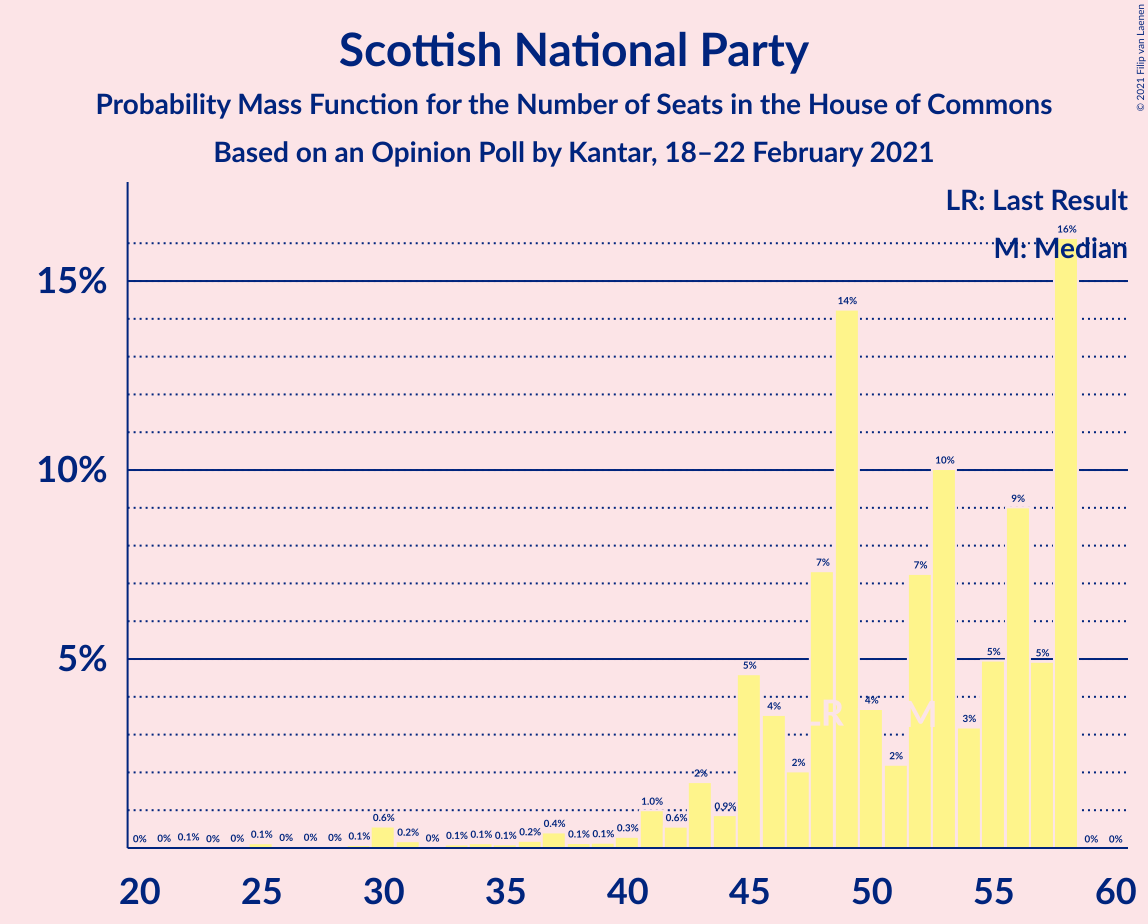 Scottish National Party
Probability Mass Function for the Number of Seats in the House of Commons
Based on an Opinion Poll by Kantar, 18–22 February 2021
© 2021 Filip van Laenen
LR: Last Result
M: Median
15%
10%
5%
0% 0% 0.1% 0% 0% 0.1% 0% 0% 0% 0.1% 0.6% 0.2% 0% 0.1% 0.1% 0.1% 0.2% 0.4% 0.1% 0.1% 0.3% 1.0% 0.6% 2% 0.9% 5% 4% 2% 7% 14% 4% 2% 7% 10% 3% 5% 9% 5% 16% 0% 0%
LR M
20 25 30 35 40 45 50 55 60